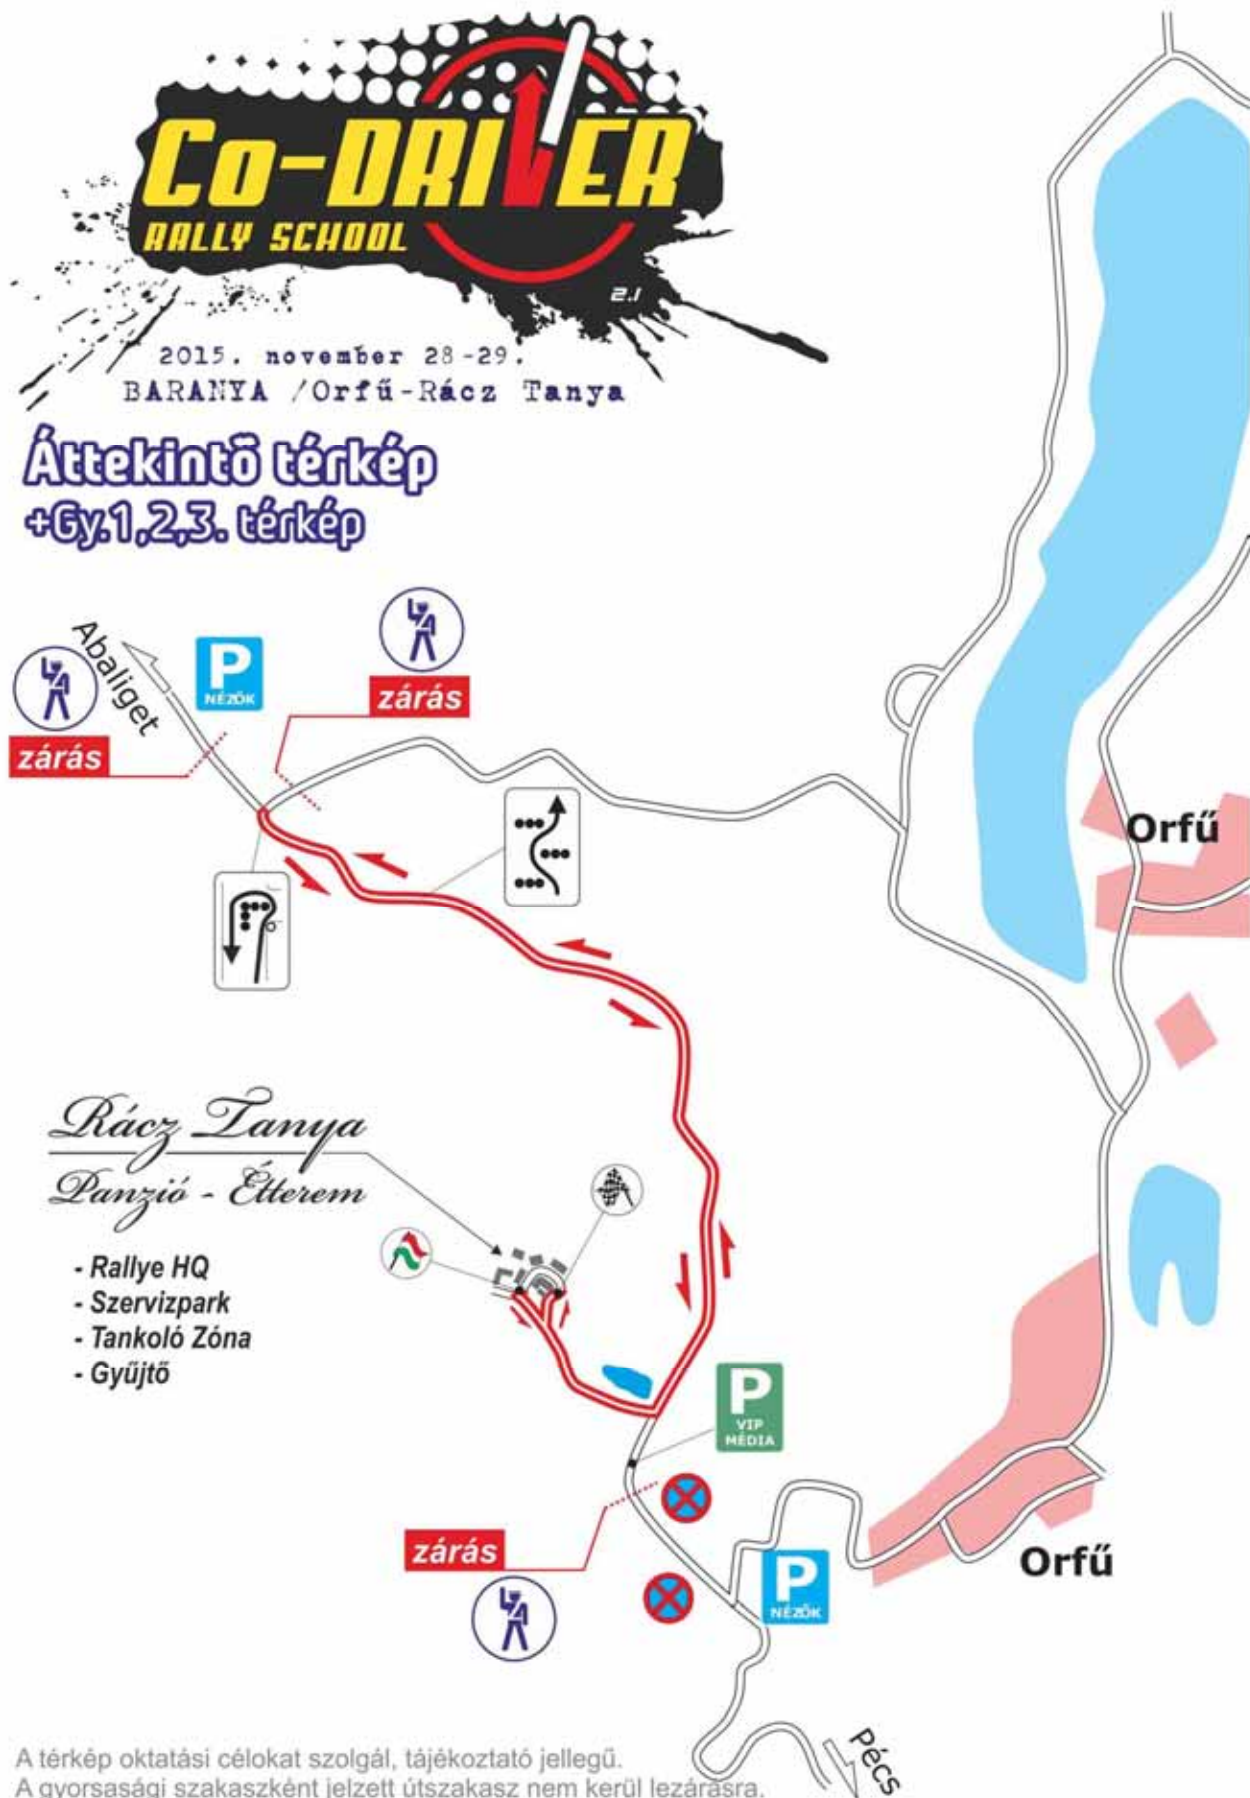 Co-DRIVER
RALLY SCHOOL
2.1
2015. november 28-29.
BARANYA /Orfű-Rácz Tanya
Áttekintő térkép
+Gy.1,2,3. térkép
Abaliget
P
NÉZŐK
zárás
zárás
Orfű
Rácz Tanya
Panzió - Étterem
- Rallye HQ
- Szervizpark
- Tankoló Zóna
- Gyűjtő
P
VIP
MÉDIA
zárás
P
NÉZŐK
Orfű
Pécs
A térkép oktatási célokat szolgál, tájékoztató jellegű.
A gyorsasági szakaszként jelzett útszakasz nem kerül lezárásra.